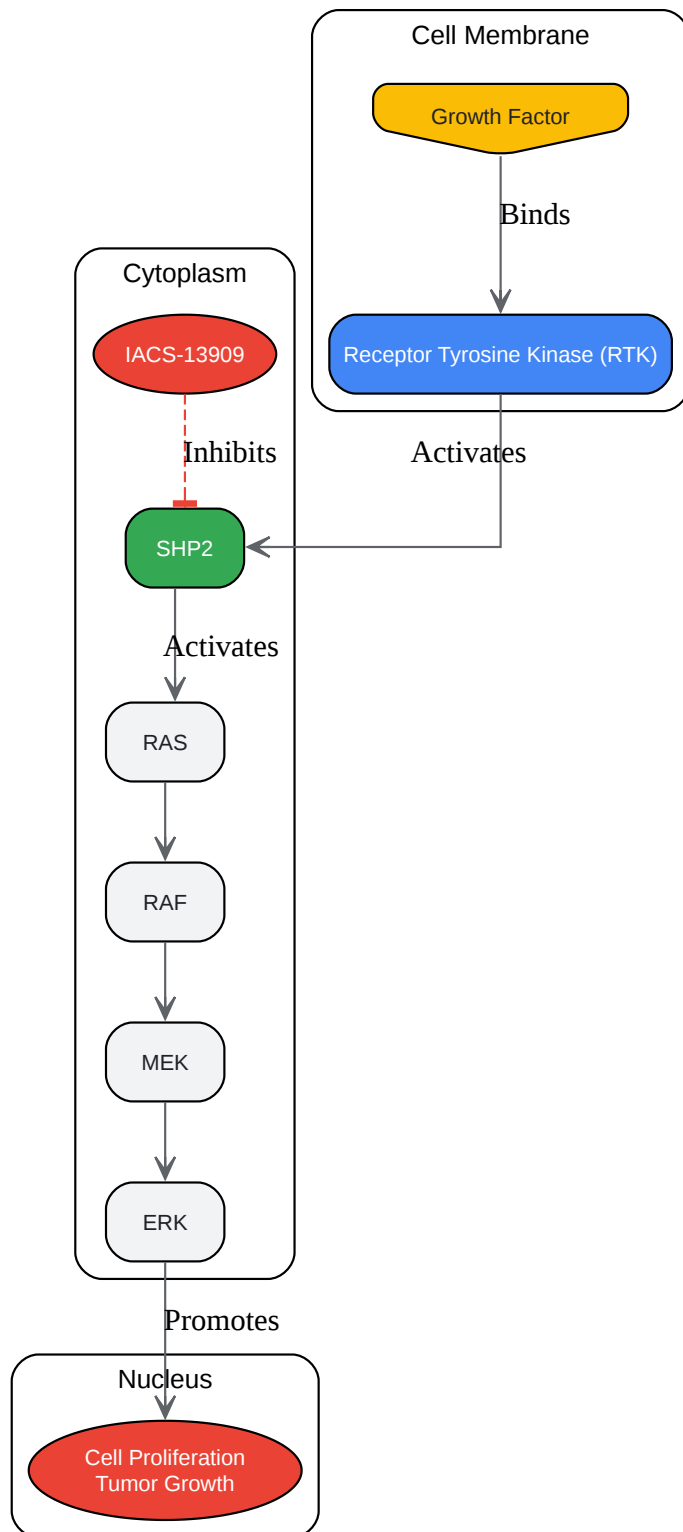 Cell Membrane
Growth Factor
Binds
Receptor Tyrosine Kinase (RTK)
Activates
Cytoplasm
IACS-13909
Inhibits
SHP2
Activates
RAS
RAF
MEK
ERK
Promotes
Nucleus
Cell Proliferation
Tumor Growth